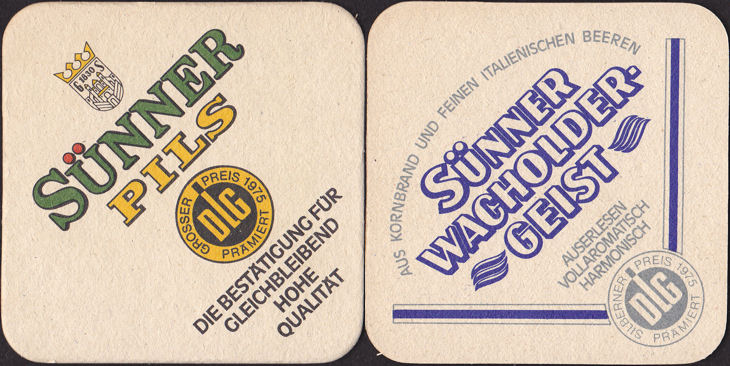 G 1830 S
SÜNNER
PILS
GROSSER PREIS 1975 PRÄMIERT
DLG
DIE BESTÄTIGUNG FÜR
GLEICHBLEIBEND
HOHE
QUALITÄT
AUS KORNBRAND UND FEINEN ITALIENISCHEN BEEREN
SÜNNER
WACHOLDER-
GEIST
AUSERLESEN
VOLLAROMATISCH
HARMONISCH
SILBERNER PREIS 1975 PRÄMIERT
DLG